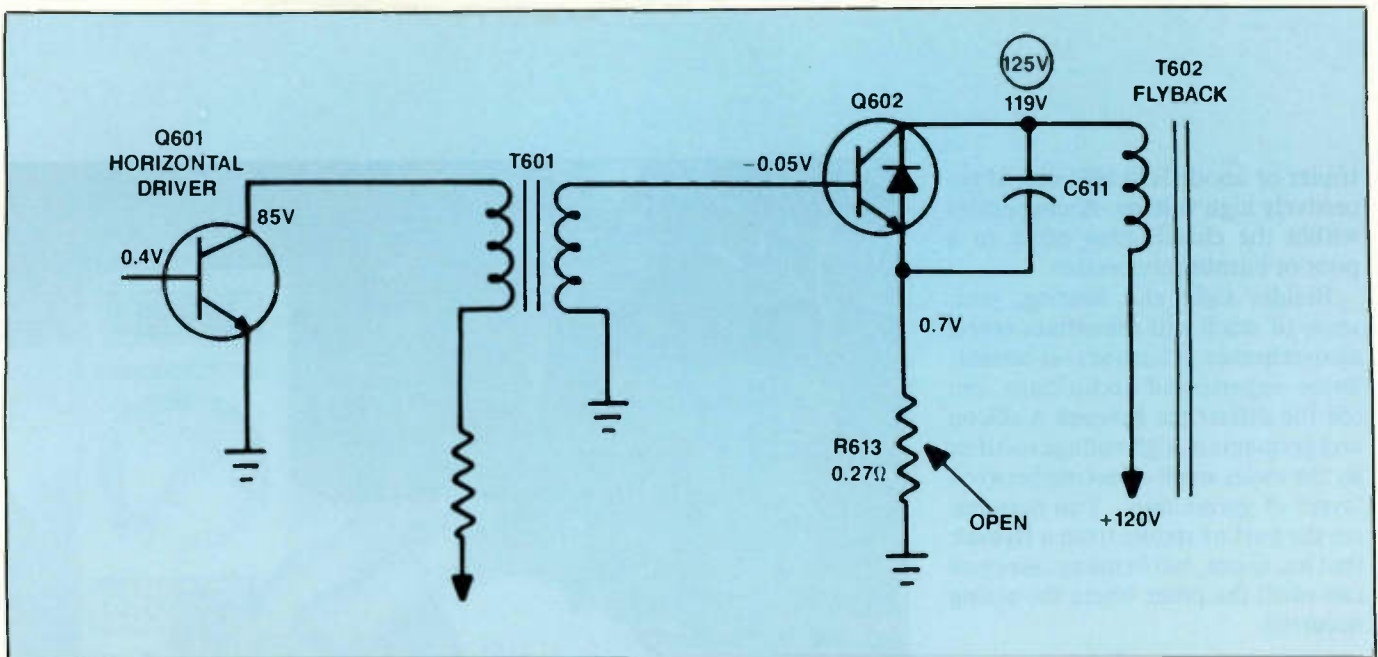 Q601
HORIZONTAL
DRIVER
0.4V
85V
T601
-0.05V
Q602
125V
119V
C611
T602
FLYBACK
0.7V
R613
0.27Ω
OPEN
+120V